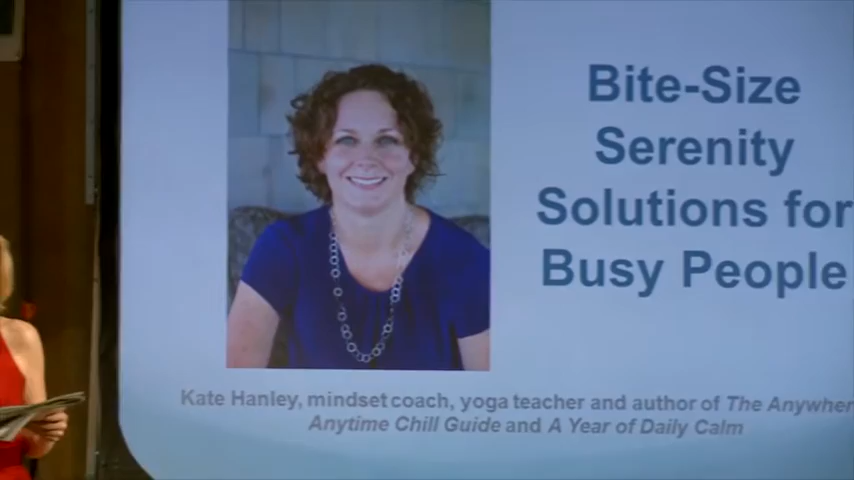 Bite-Size
Serenity
Solutions for
Busy People
Kate Hanley, mindset coach, yoga teacher and author of The Anywher
Anytime Chill Guide and A Year of Daily Calm